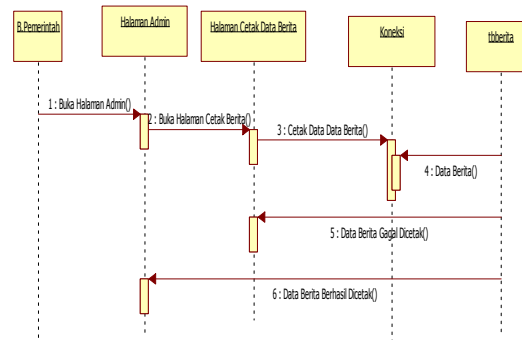 B.Pemerintah
Halaman Admin
Halaman Cetak Data Berita
Koneksi
tbberita
1 : Buka Halaman Admin()
2 : Buka Halaman Cetak Berita()
3 : Cetak Data Data Berita()
4 : Data Berita()
5 : Data Berita Gagal Dicetak()
6 : Data Berita Berhasil Dicetak()